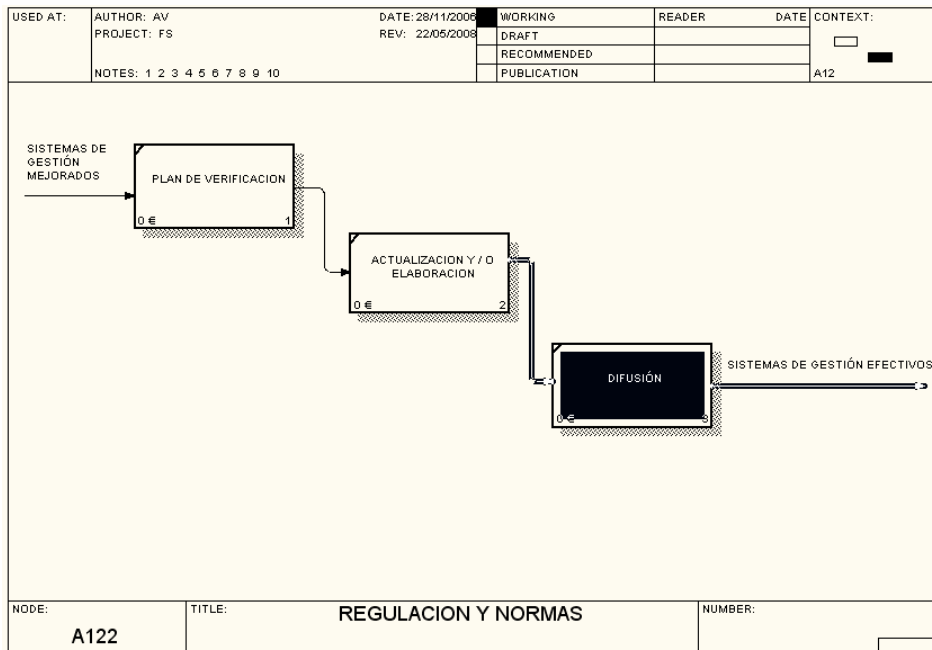 USED AT:
AUTHOR: AV
DATE: 28/11/2006
WORKING
READER
DATE
CONTEXT:
PROJECT: FS
REV: 22/05/2008
DRAFT
RECOMMENDED
NOTES: 1 2 3 4 5 6 7 8 9 10
PUBLICATION
A12
SISTEMAS DE
GESTIÓN
MEJORADOS
PLAN DE VERIFICACION
0 €
1
ACTUALIZACION Y / O
ELABORACION
0 €
2
DIFUSIÓN
0 €
3
SISTEMAS DE GESTIÓN EFECTIVOS
NODE:
A122
TITLE:
REGULACION Y NORMAS
NUMBER: